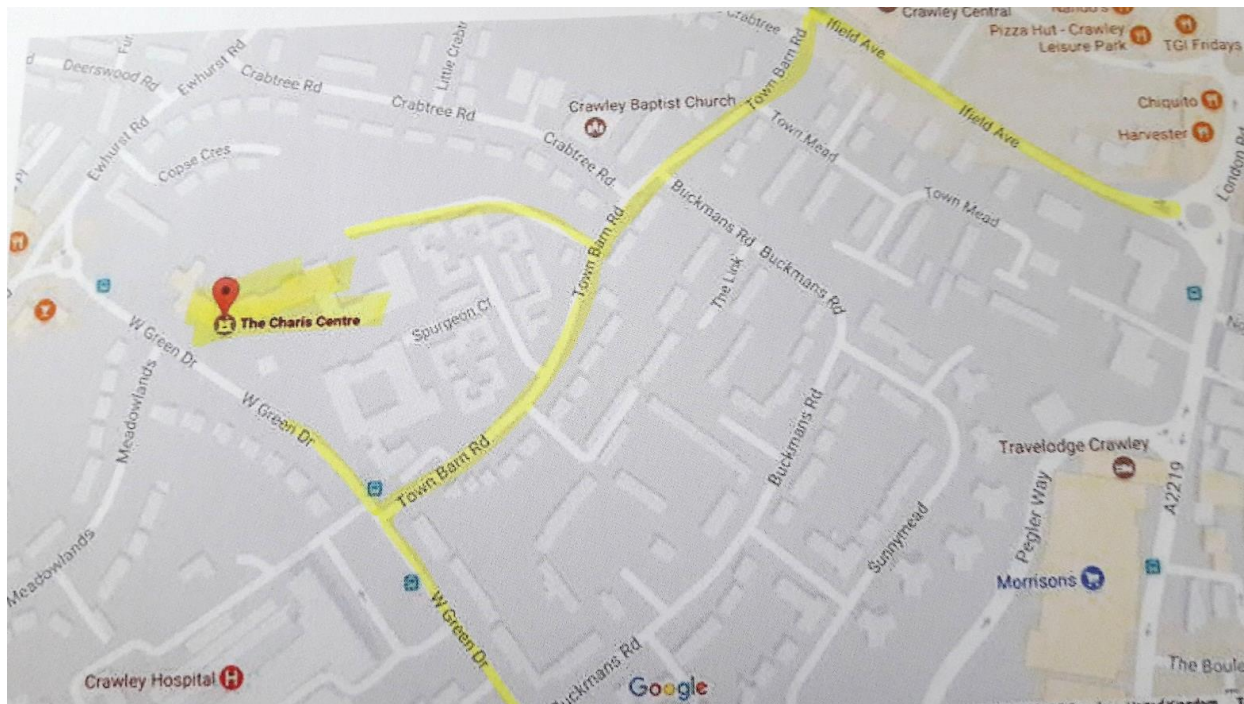 Crabtree
Ifield Ave
Crawley Central
Nando's
Pizza Hut - Crawley
Leisure Park
TGI Fridays
Deerswood Rd
Ewhurst Rd
Crabtree Rd
Crabtree Rd
Crawley Baptist Church
Town Barn Rd
Ifield Ave
Chiquito
Harvester
Ewhurst Rd
Copse Cres
Crabtree Rd
Town Mead
London Rd
Buckmans Rd
Town Mead
Town Barn Rd
Buckmans Rd
The Link
The Charis Centre
Spurgeon Ct
W Green Dr
Meadowlands
W Green Dr
Buckmans Rd
Town Barn Rd
Travelodge Crawley
A2219
Pegler Way
Sunnymead
Morrisons
Meadowlands
W Green Dr
Crawley Hospital
H
Buckmans Rd
Google